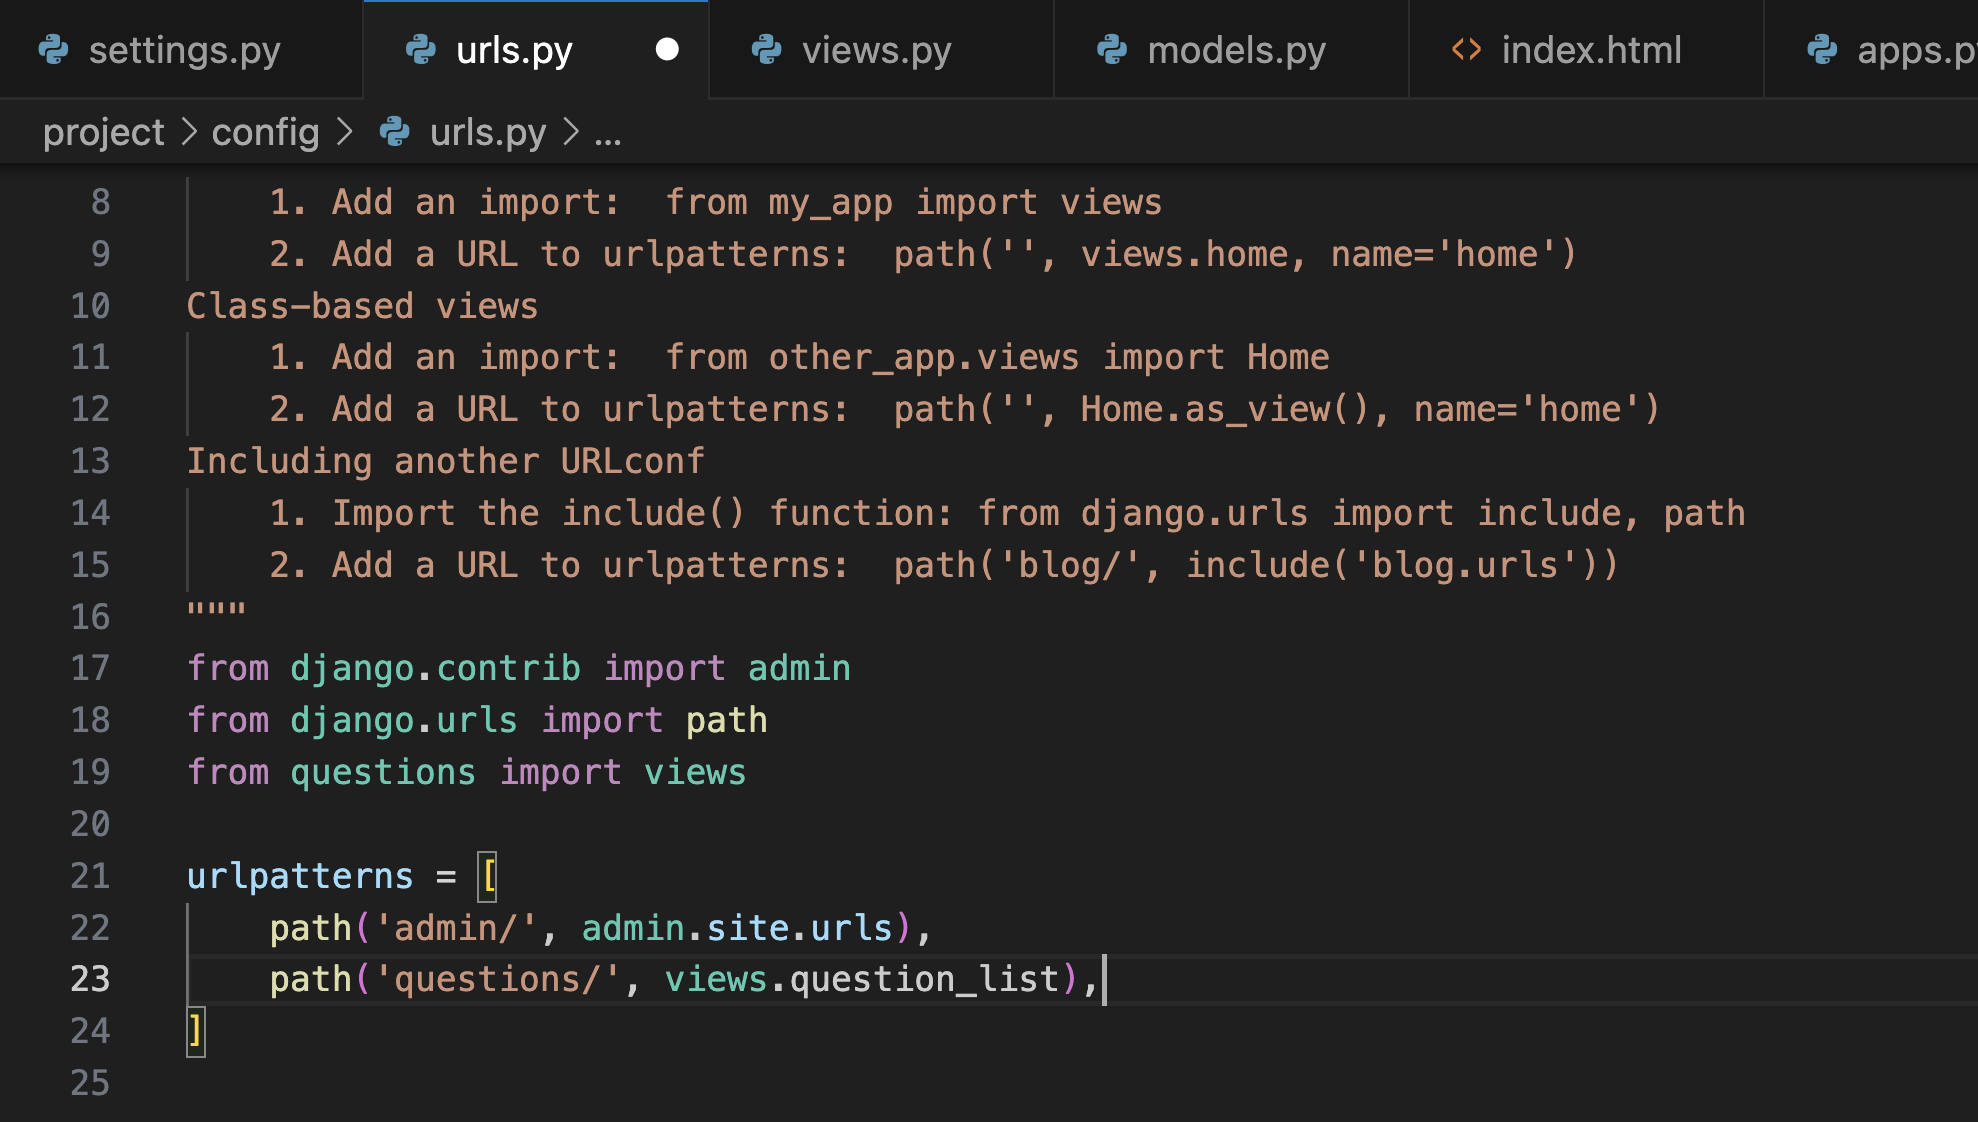 settings.py urls.py views.py models.py index.html apps.p
project > config > urls.py > ...
8 1. Add an import:  from my_app import views
9 2. Add a URL to urlpatterns:  path('', views.home, name='home')
10 Class-based views
11 1. Add an import:  from other_app.views import Home
12 2. Add a URL to urlpatterns:  path('', Home.as_view(), name='home')
13 Including another URLconf
14 1. Import the include() function: from django.urls import include, path
15 2. Add a URL to urlpatterns:  path('blog/', include('blog.urls'))
16 """
17 from django.contrib import admin
18 from django.urls import path
19 from questions import views
20
21 urlpatterns = [
22 path('admin/', admin.site.urls),
23 path('questions/', views.question_list),
24 ]
25